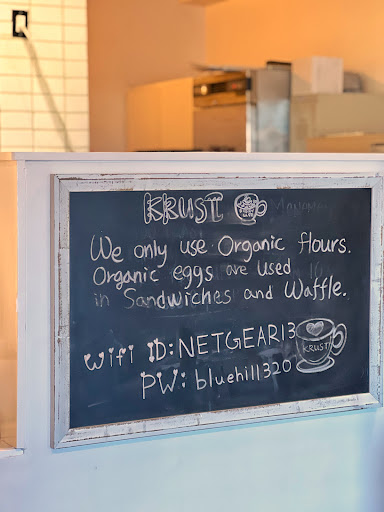 KRUST
We only use Organic flours.
Organic eggs are used
in Sandwiches and Waffle.
wifi ID: NETGEAR13
KRUST
PW: bluehill320